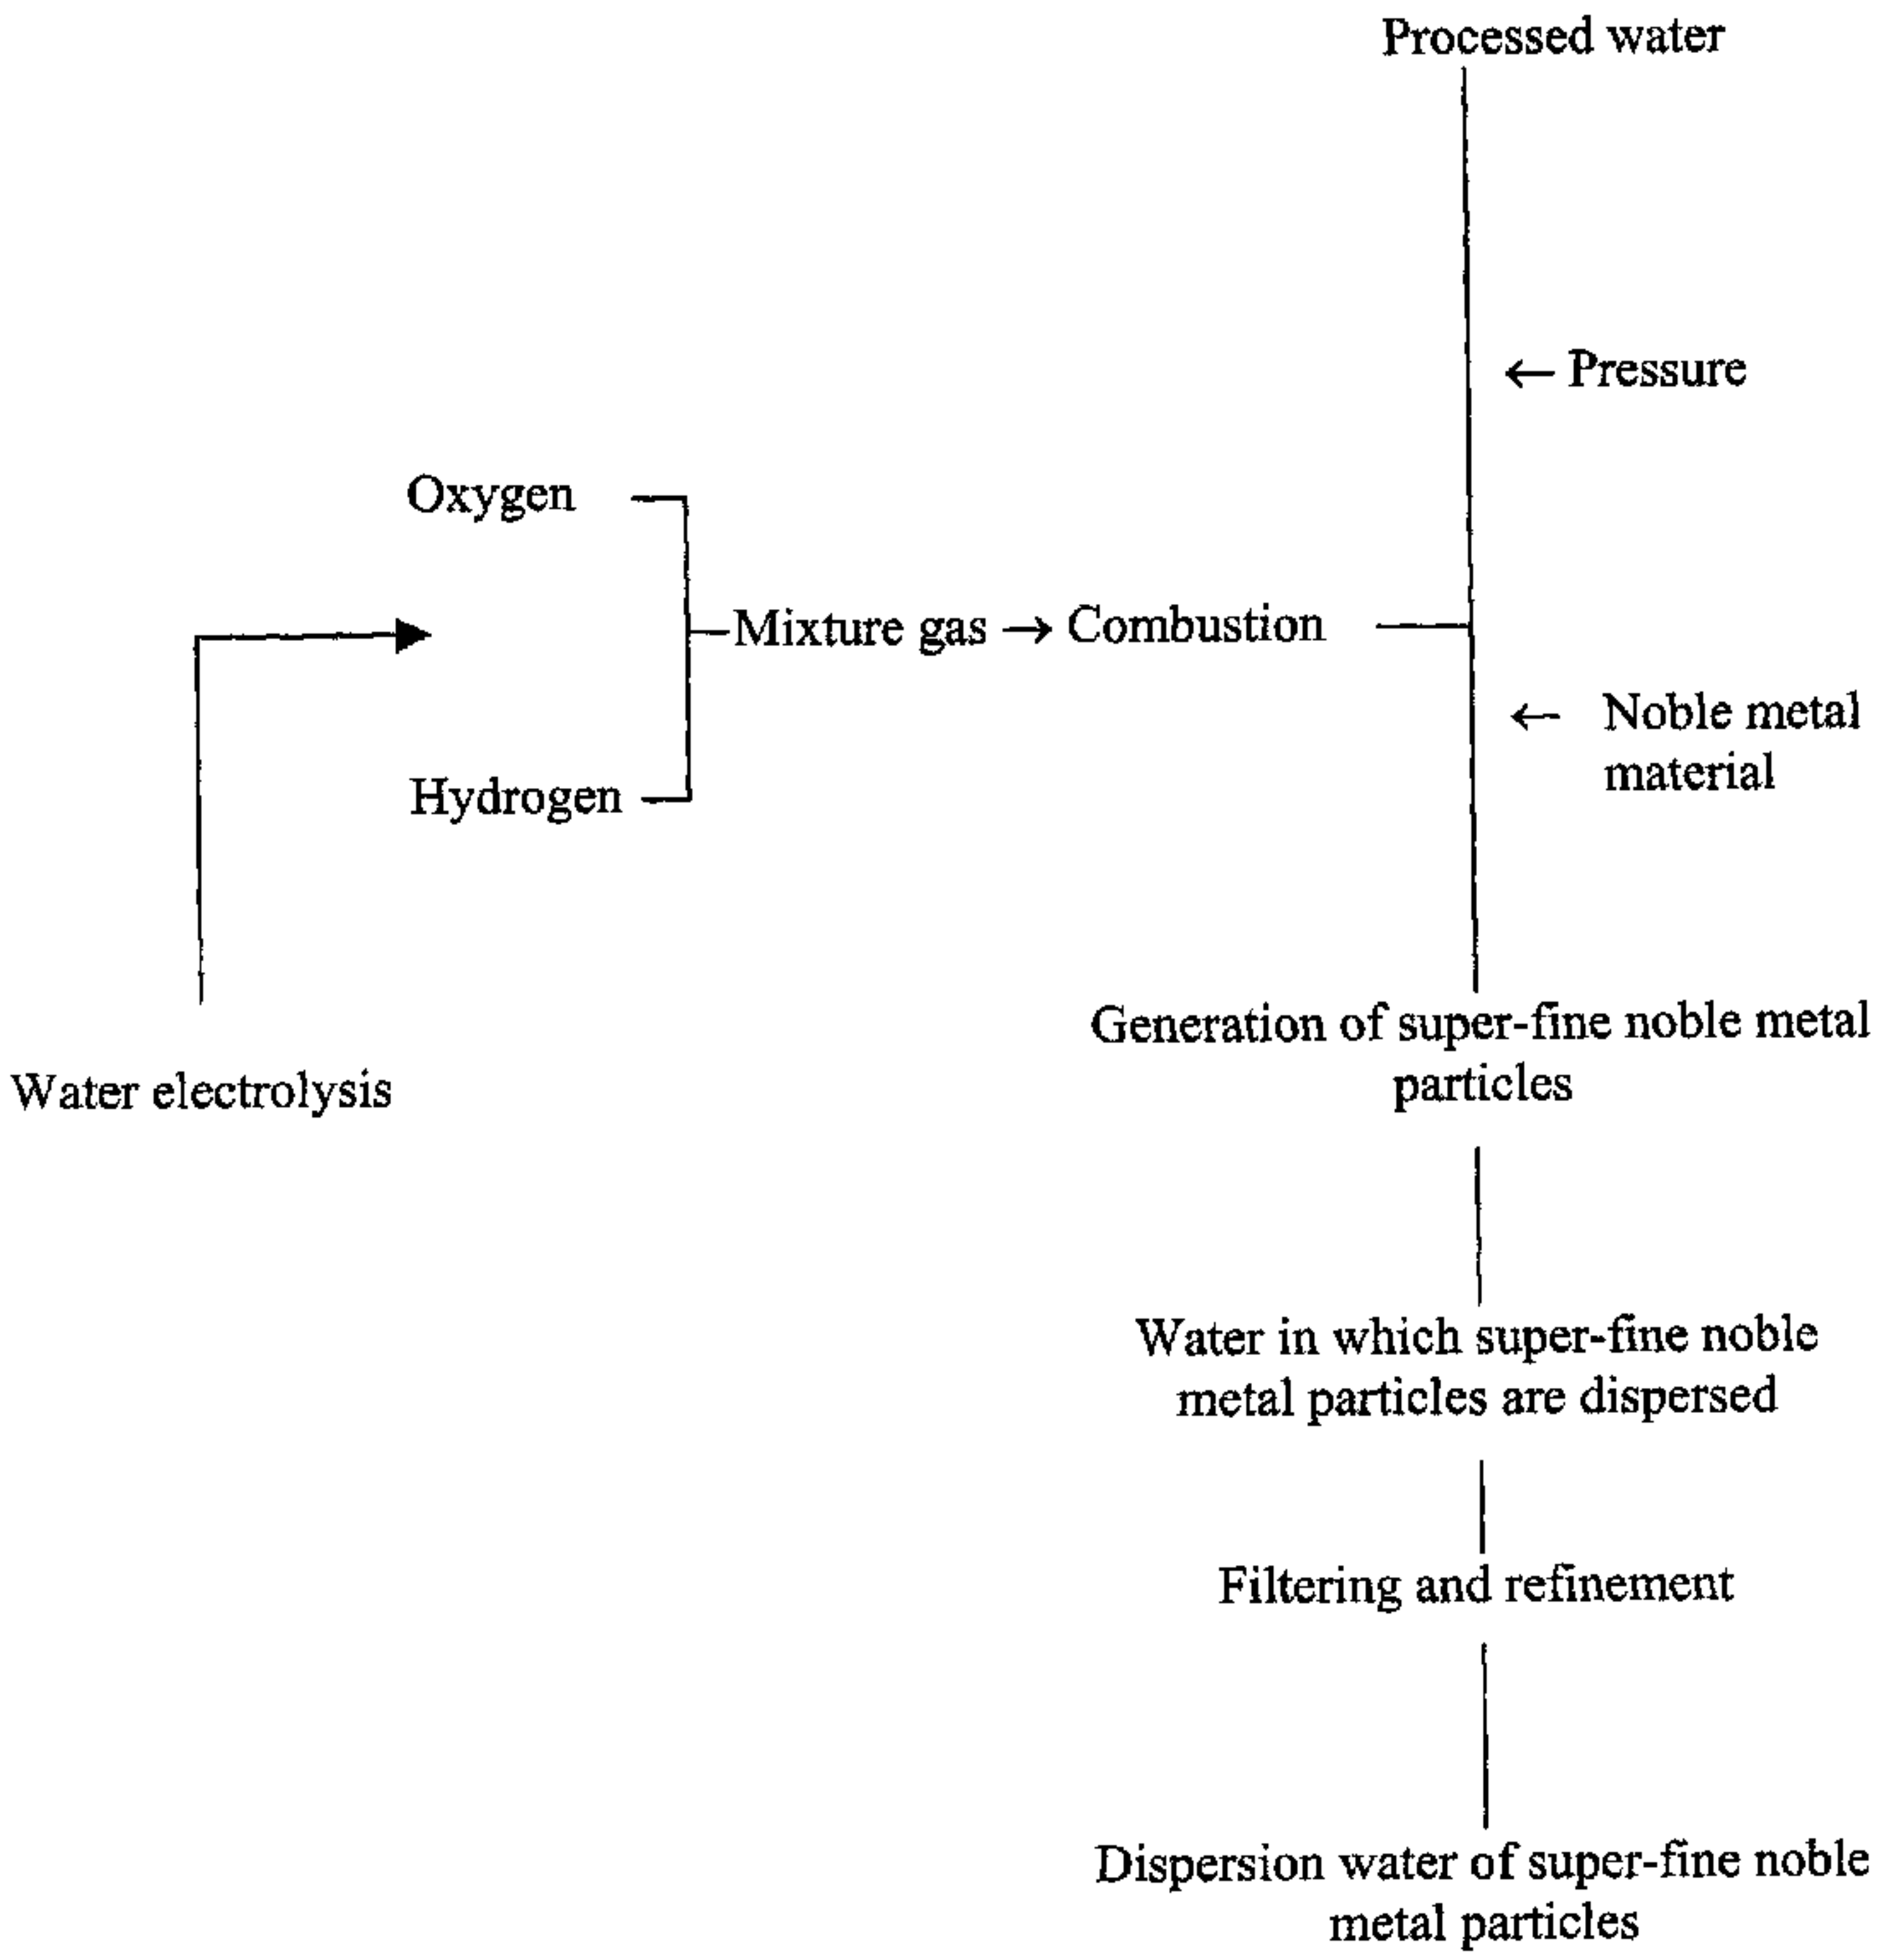 Processed water
← Pressure
Oxygen
Mixture gas → Combustion
← Noble metal
material
Hydrogen
Generation of super-fine noble metal
particles
Water electrolysis
Water in which super-fine noble
metal particles are dispersed
Filtering and refinement
Dispersion water of super-fine noble
metal particles